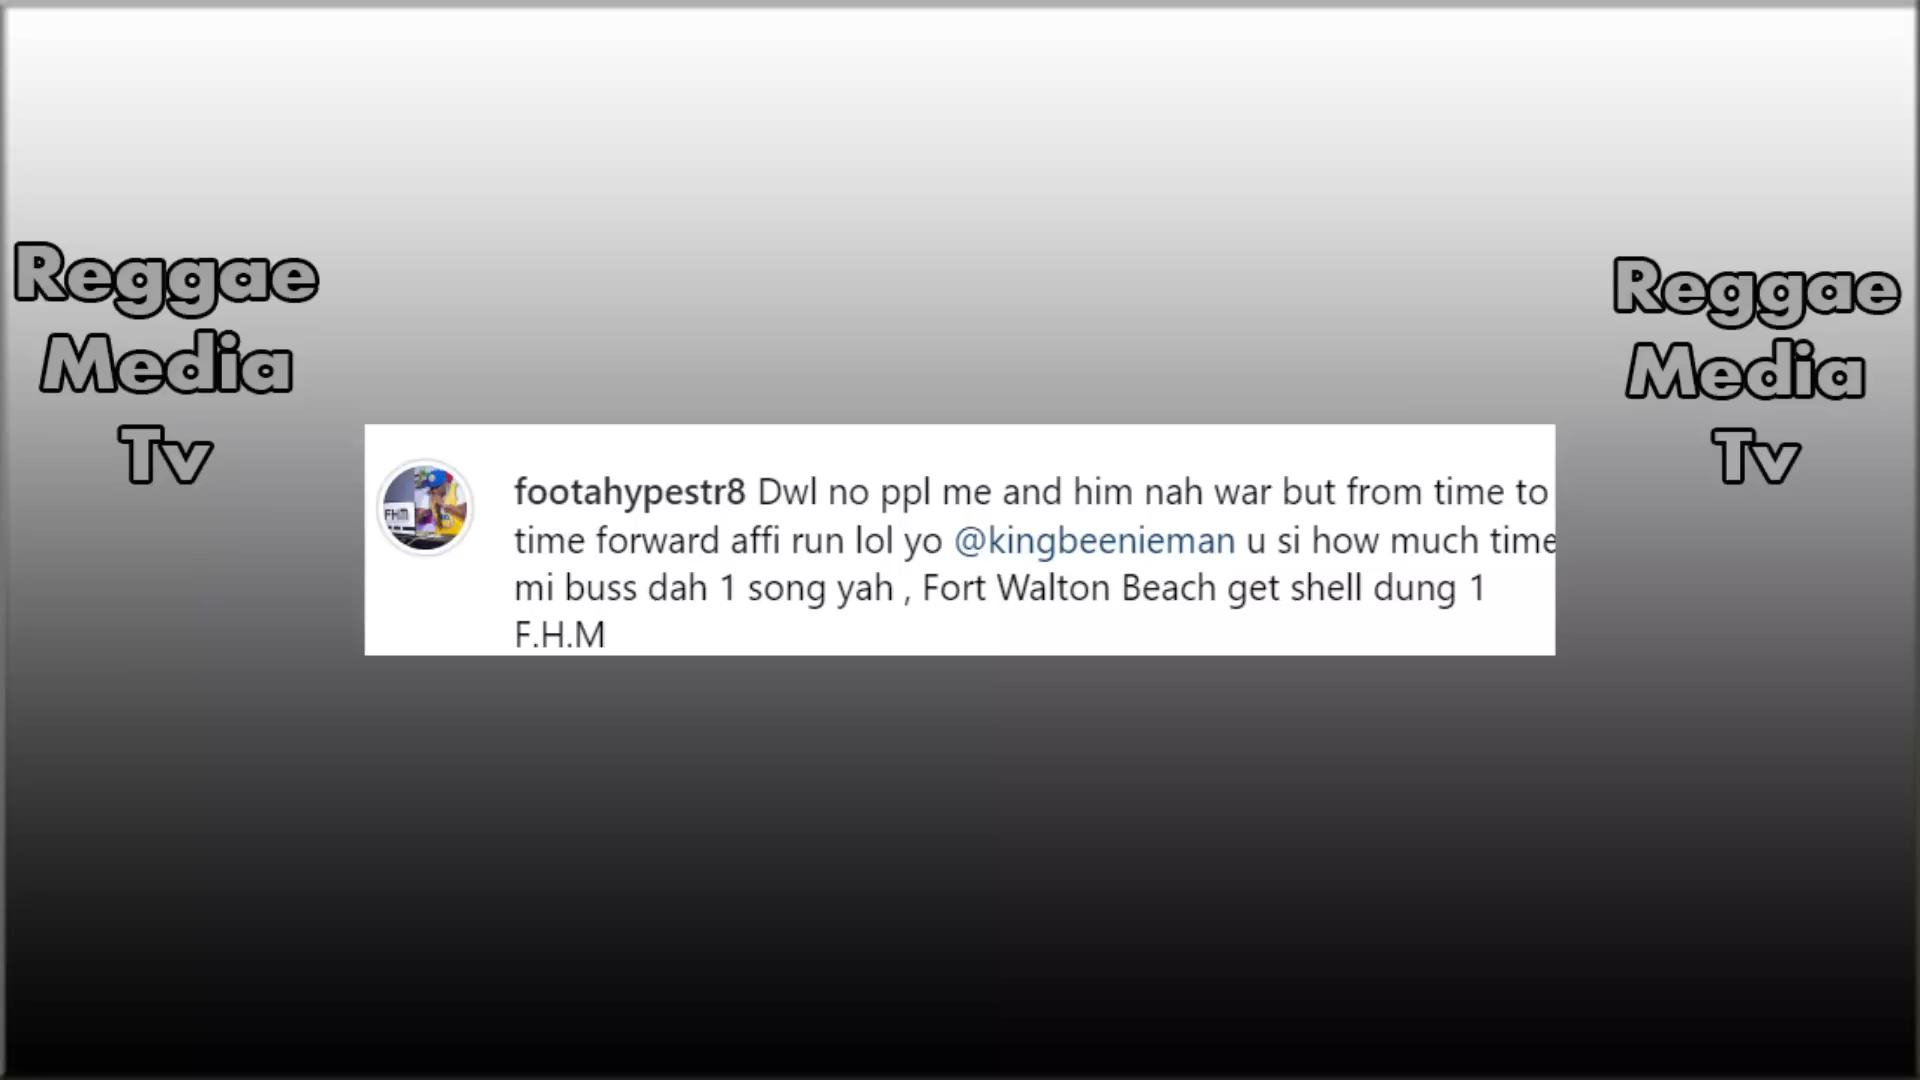 Reggae
Media
Tv
Reggae
Media
Tv
FHM
footahypestr8 Dwl no ppl me and him nah war but from time to
time forward affi run lol yo @kingbeenieman u si how much time
mi buss dah 1 song yah , Fort Walton Beach get shell dung 1
F.H.M